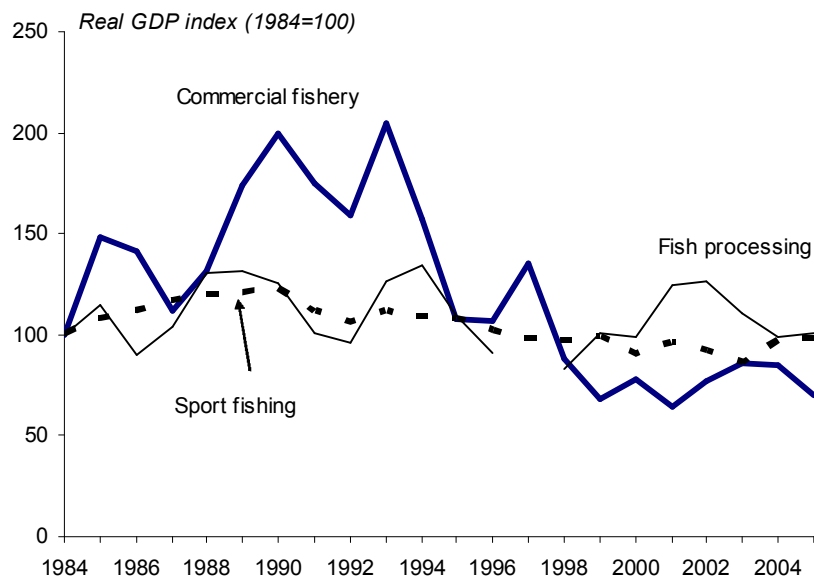 Real GDP index (1984=100)
250
Commercial fishery
200
150
Fish processing
100
Sport fishing
50
0
1984 1986 1988 1990 1992 1994 1996 1998 2000 2002 2004